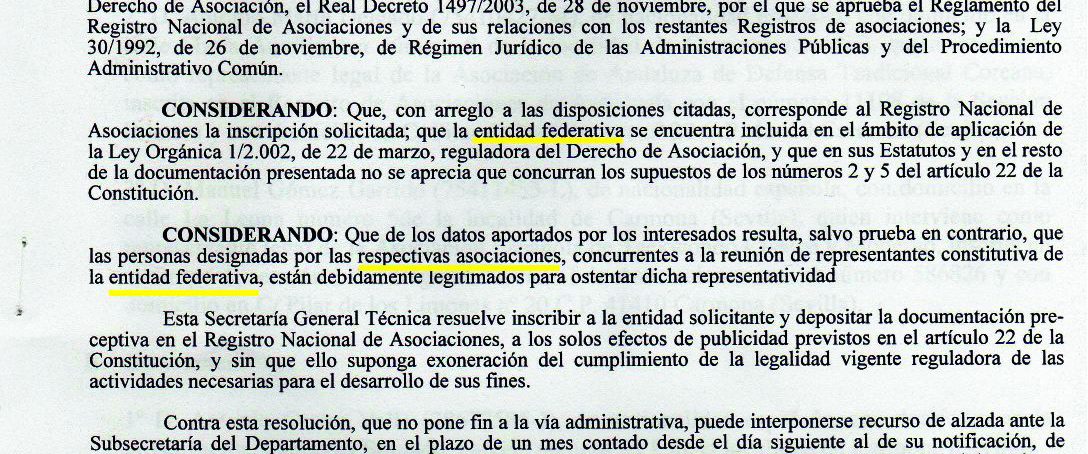 Derecho de Asociación, el Real Decreto 1497/2003, de 28 de noviembre, por el que se aprueba el Reglamento del
Registro Nacional de Asociaciones y de sus relaciones con los restantes Registros de asociaciones; y la Ley
30/1992, de 26 de noviembre, de Régimen Jurídico de las Administraciones Públicas y del Procedimiento
Administrativo Común.
CONSIDERANDO: Que, con arreglo a las disposiciones citadas, corresponde al Registro Nacional de
Asociaciones la inscripción solicitada; que la entidad federativa se encuentra incluida en el ámbito de aplicación de
la Ley Orgánica 1/2.002, de 22 de marzo, reguladora del Derecho de Asociación, y que en sus Estatutos y en el resto
de la documentación presentada no se aprecia que concurran los supuestos de los números 2 y 5 del artículo 22 de la
Constitución.
CONSIDERANDO: Que de los datos aportados por los interesados resulta, salvo prueba en contrario, que
las personas designadas por las respectivas asociaciones, concurrentes a la reunión de representantes constitutiva de
la entidad federativa, están debidamente legitimados para ostentar dicha representatividad
Esta Secretaría General Técnica resuelve inscribir a la entidad solicitante y depositar la documentación pre-
ceptiva en el Registro Nacional de Asociaciones, a los solos efectos de publicidad previstos en el artículo 22 de la
Constitución, y sin que ello suponga exoneración del cumplimiento de la legalidad vigente reguladora de las
actividades necesarias para el desarrollo de sus fines.
Contra esta resolución, que no pone fin a la vía administrativa, puede interponerse recurso de alzada ante la
Subsecretaría del Departamento, en el plazo de un mes contado desde el día siguiente al de su notificación, de